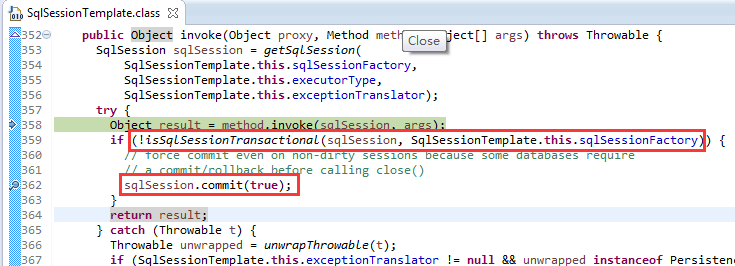 SqlSessionTemplate.class
352 public Object invoke(Object proxy, Method meth Close bject[] args) throws Throwable {
353 SqlSession sqlSession = getSqlSession(
354 SqlSessionTemplate.this.sqlSessionFactory,
355 SqlSessionTemplate.this.executorType,
356 SqlSessionTemplate.this.exceptionTranslator);
357 try {
358 Object result = method.invoke(sqlSession, args);
359 if (!isSqlSessionTransactional(sqlSession, SqlSessionTemplate.this.sqlSessionFactory)) {
360 // force commit even on non-dirty sessions because some databases require
361 // a commit/rollback before calling close()
362 sqlSession.commit(true);
363 }
364 return result;
365 } catch (Throwable t) {
366 Throwable unwrapped = unwrapThrowable(t);
367 if (SqlSessionTemplate.this.exceptionTranslator != null && unwrapped instanceof Persistenc